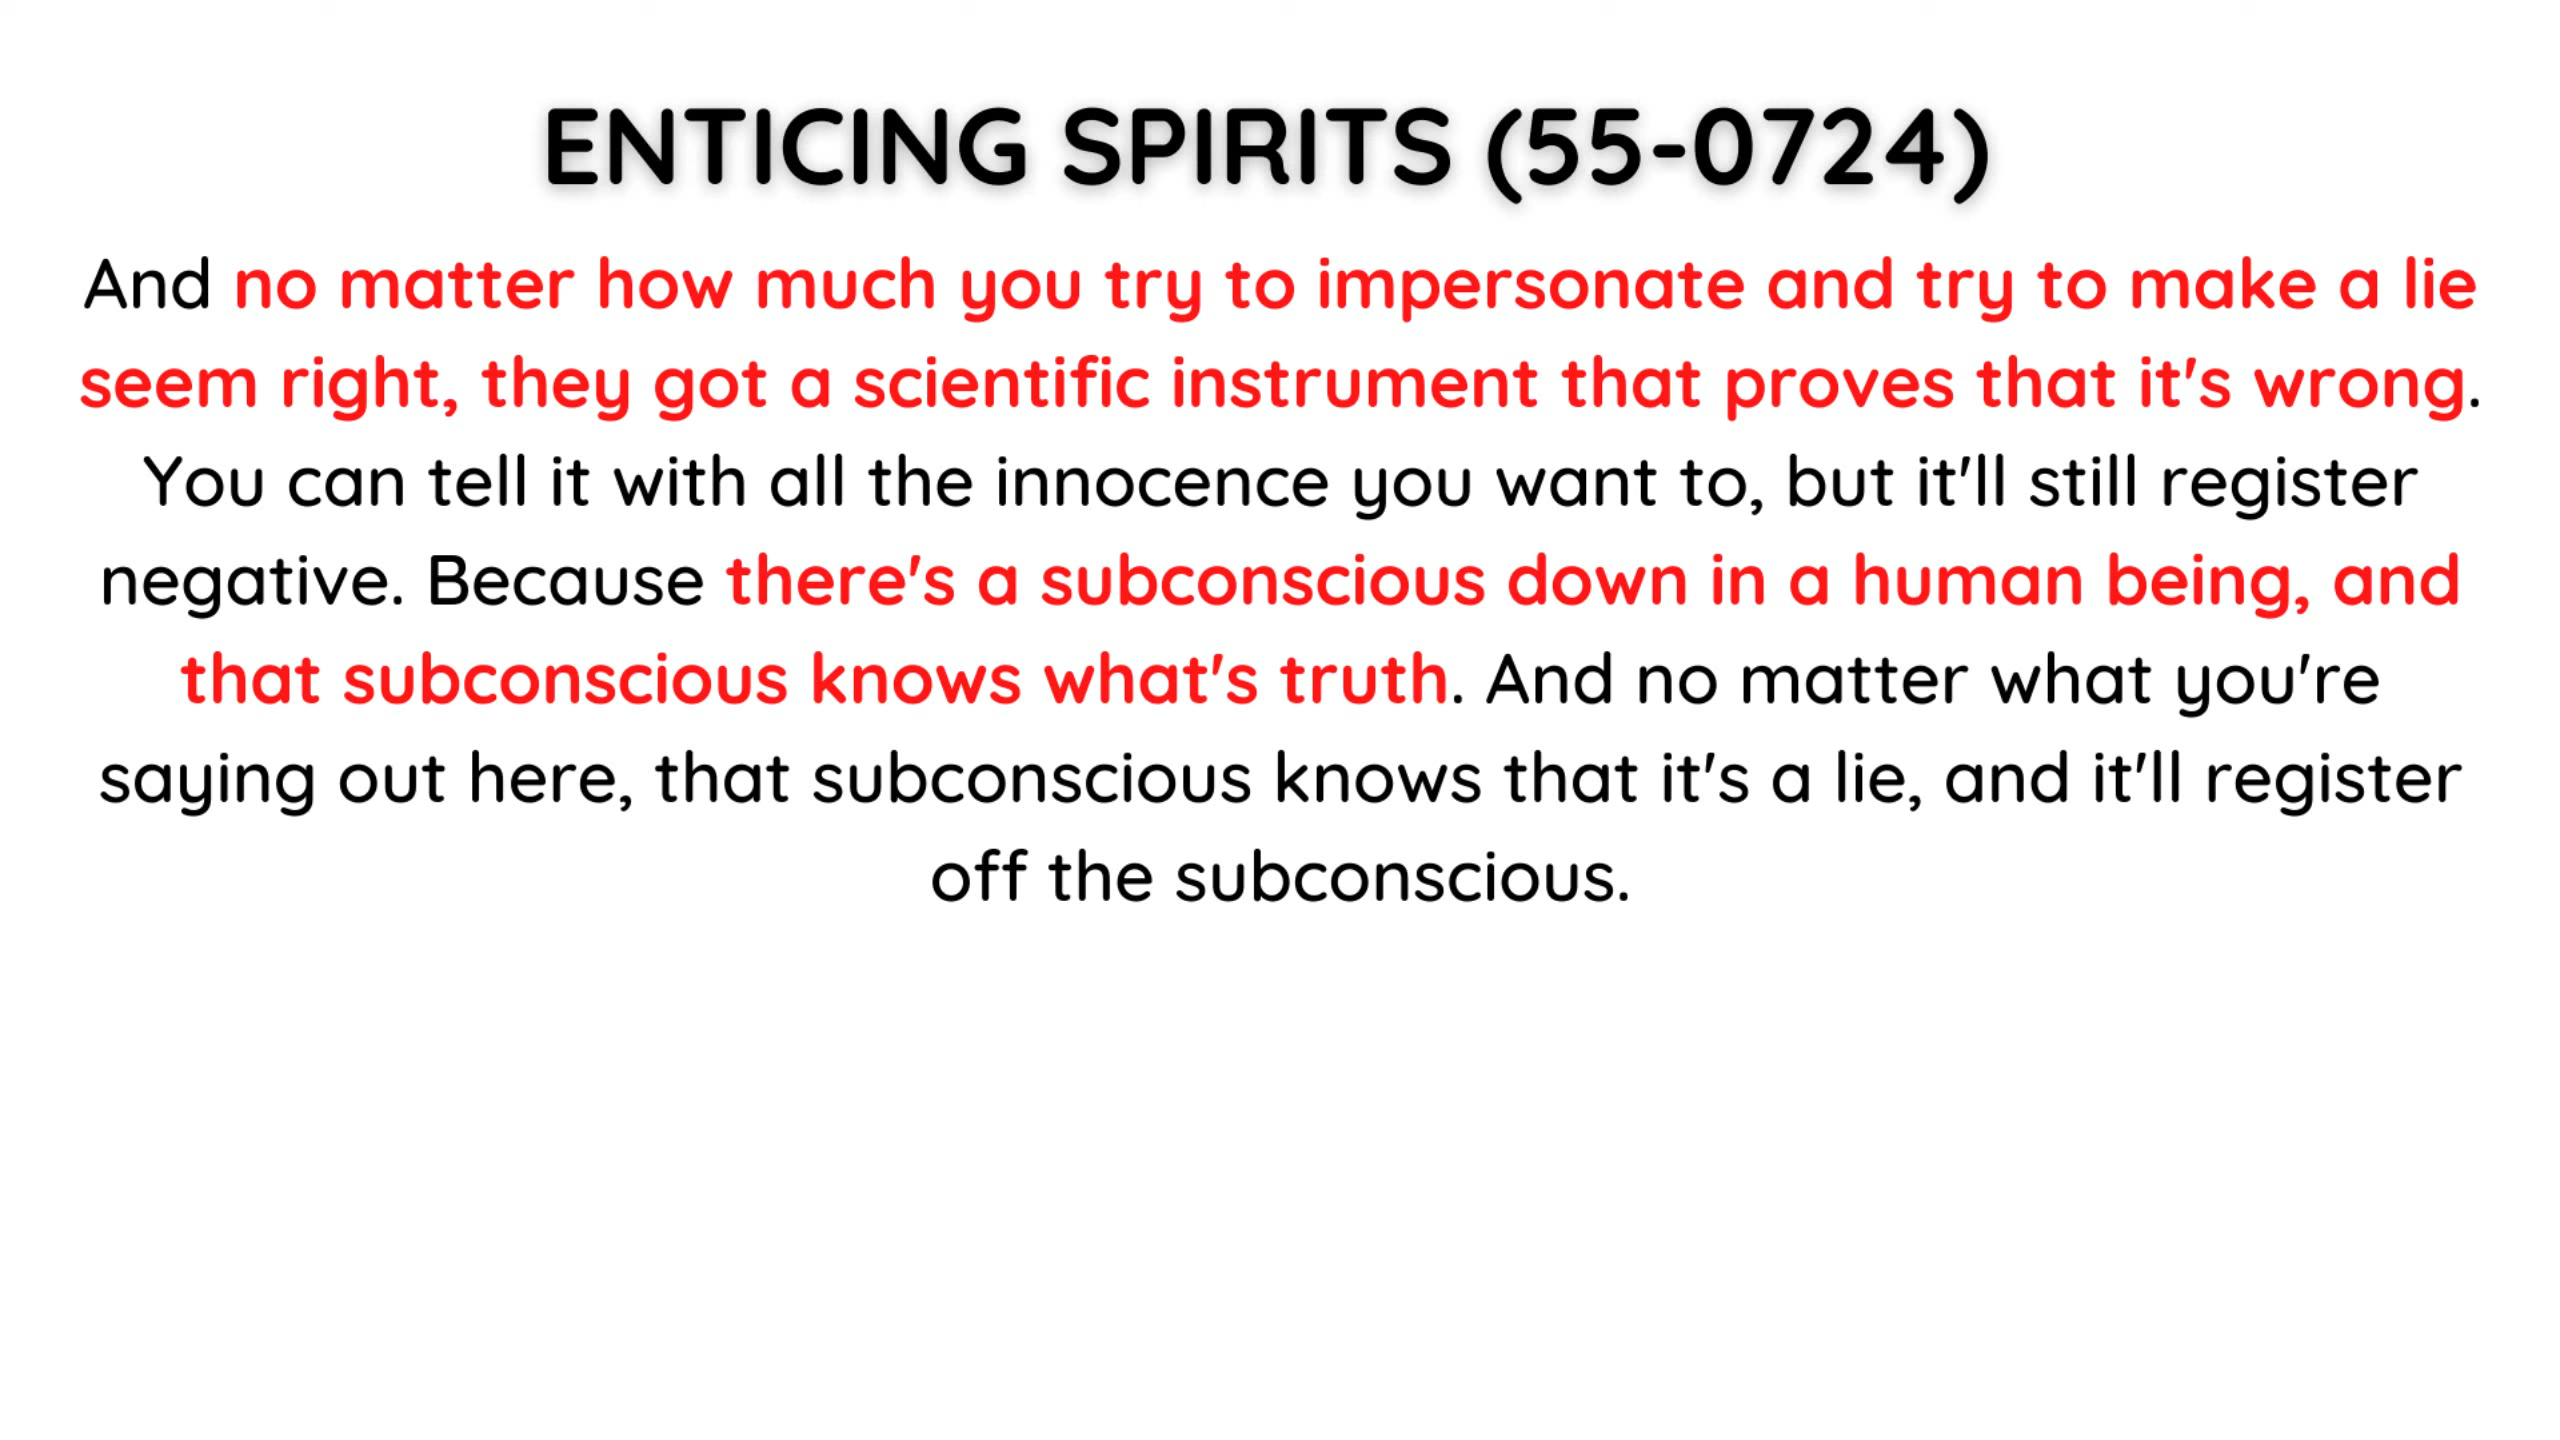 ENTICING SPIRITS (55-0724)
And no matter how much you try to impersonate and try to make a lie
seem right, they got a scientific instrument that proves that it's wrong.
You can tell it with all the innocence you want to, but it'll still register
negative. Because there's a subconscious down in a human being, and
that subconscious knows what's truth. And no matter what you're
saying out here, that subconscious knows that it's a lie, and it'll register
off the subconscious.